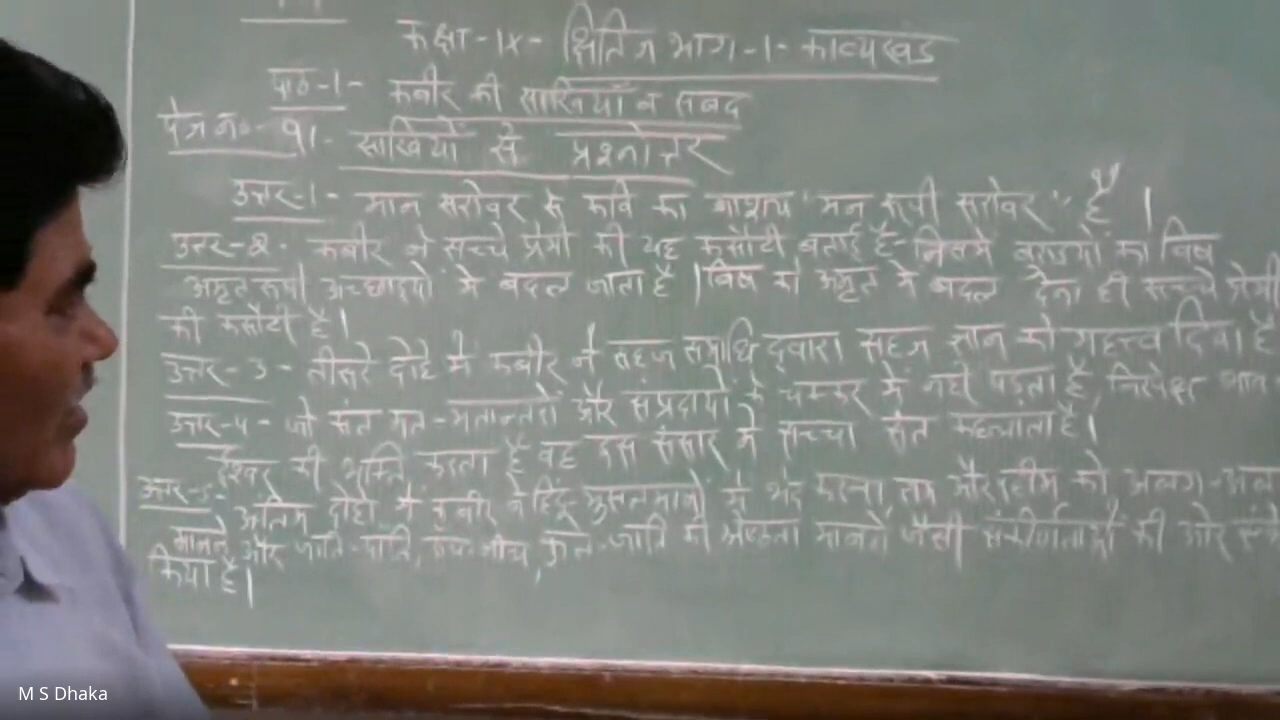 कक्षा-IX- क्षितिज भाग-1- काव्यखंड
पाठ-1- कबीर की साखियाँ व सबद
पेज नं०- 91- साखियों से प्रश्नोत्तर
उत्तर-1- मान सरोवर से कवि का आशय "मन रूपी सरोवर" है ।
उत्तर-2- कबीर ने सच्चे प्रेमी की यह कसौटी बताई है- जिसमें बुराइयों का विष
अमृत रूपी अच्छाइयों में बदल जाता है । विष को अमृत में बदल देना ही सच्चे प्रेमी
की कसौटी है ।
उत्तर-3- तीसरे दोहे में कबीर ने सहज समाधि द्वारा सहज ज्ञान को महत्त्व दिया है
उत्तर-4- जो संत मत-मतान्तरों और संप्रदायों के चक्कर में नहीं पड़ता है निरपेक्ष भाव
ईश्वर की भक्ति करता है वह इस संसार में सच्चा संत कहलाता है ।
उत्तर-5- अंतिम दोहों में कबीर ने हिंदू मुसलमानों में भेद करना राम और रहीम को अलग-
मानने और जाति-पाति, ऊंच-नीच, कुल-जाति की श्रेष्ठता मानने जैसी संकीर्णताओं की ओर
किया है ।
M S Dhaka